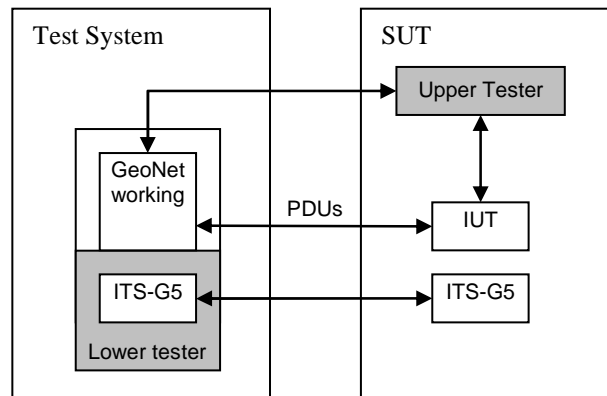 Test System
SUT
Upper Tester
GeoNet
working
PDUs
IUT
ITS-G5
ITS-G5
Lower tester